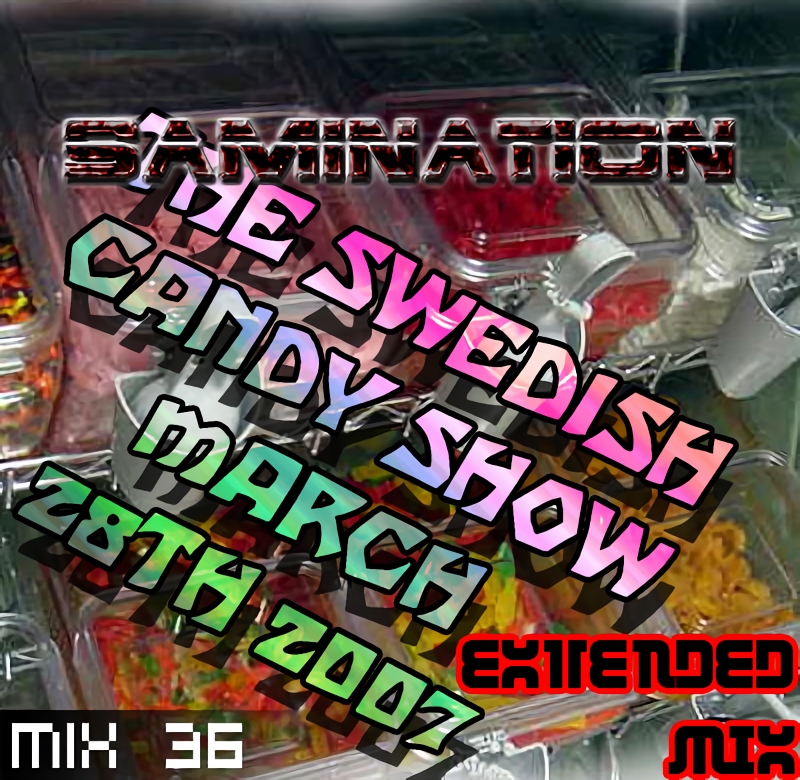 SAMINATION
THE SWEDISH
CANDY SHOW
MARCH
28TH 2007
EXTENDED
MIX
MIX 36